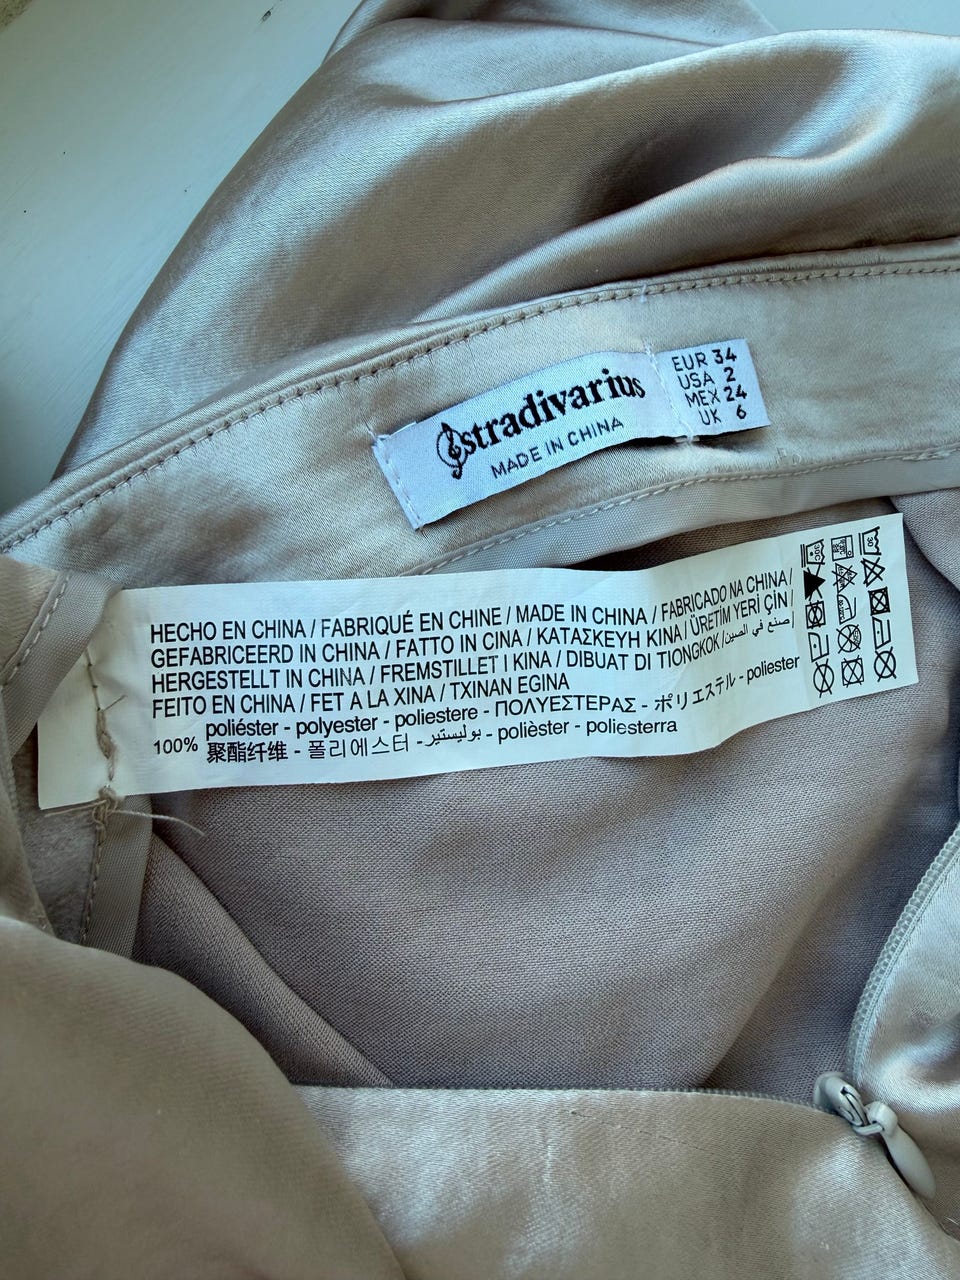 stradivarius
MADE IN CHINA
EUR 34
USA 2
MEX 24
UK 6
HECHO EN CHINA / FABRIQUÉ EN CHINE / MADE IN CHINA / FABRICADO NA CHINA /
GEFABRICEERD IN CHINA / FATTO IN CINA / ΚΑΤΑΣΚΕΥΗ ΚΙΝΑ / ÜRETİM YERİ ÇİN /
HERGESTELLT IN CHINA / FREMSTILLET I KINA / DIBUAT DI TIONGKOK / صنع في الصين /
FEITO EN CHINA / FET A LA XINA / TXINAN EGINA
100% poliéster - polyester - poliestere - ΠΟΛΥΕΣΤΕΡΑΣ - ポリエステル - poliester
聚酯纤维 - 폴리에스터 - بوليستير - polièster - poliesterra
30